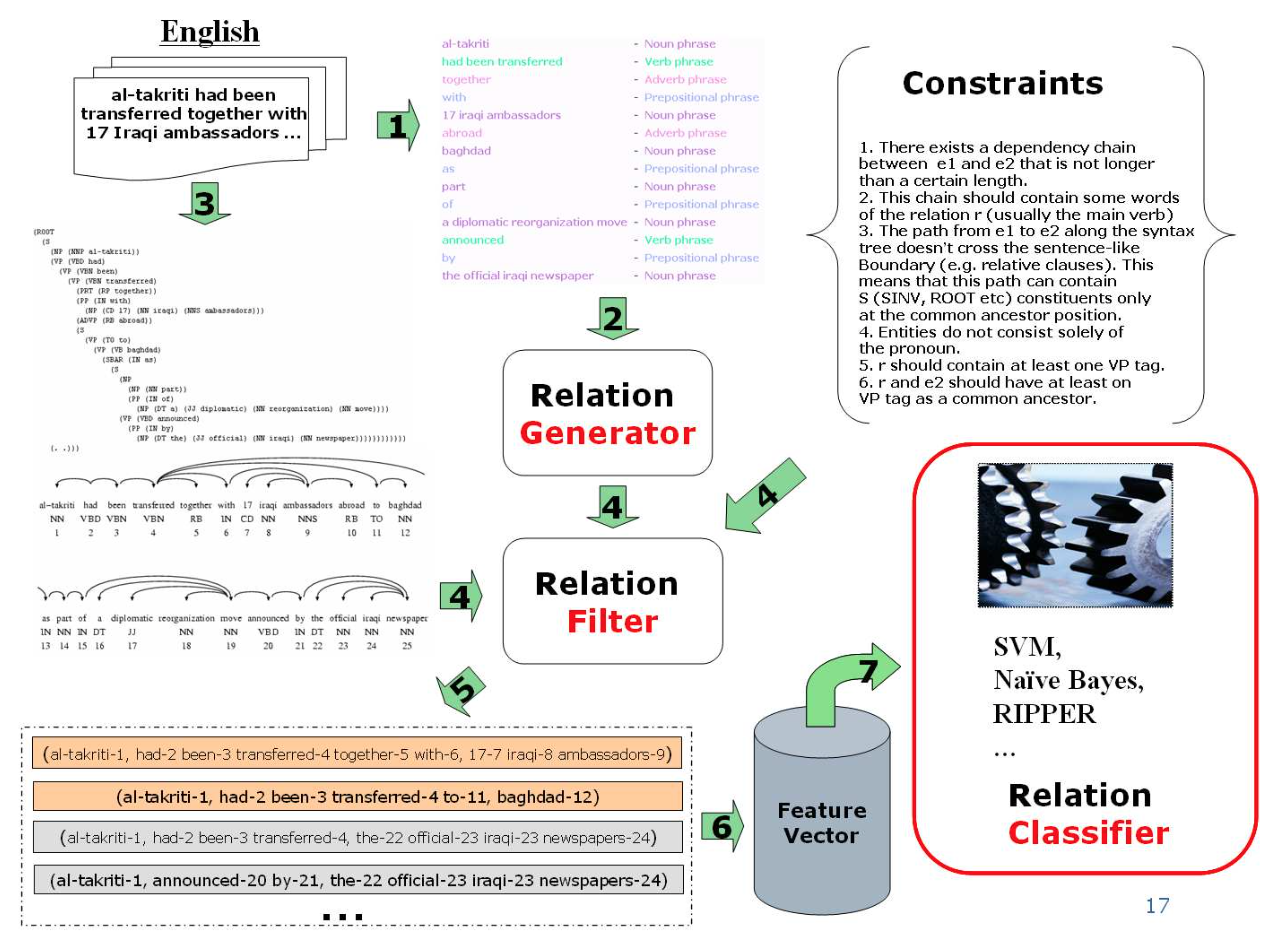 English
al-takriti had been
transferred together with
17 Iraqi ambassadors ...
1
al-takriti - Noun phrase
had been transferred - Verb phrase
together - Adverb phrase
with - Prepositional phrase
17 iraqi ambassadors - Noun phrase
abroad - Adverb phrase
baghdad - Noun phrase
as - Prepositional phrase
part - Noun phrase
of - Prepositional phrase
a diplomatic reorganization move - Noun phrase
announced - Verb phrase
by - Prepositional phrase
the official iraqi newspaper - Noun phrase
Constraints
1. There exists a dependency chain
between e1 and e2 that is not longer
than a certain length.
2. This chain should contain some words
of the relation r (usually the main verb)
3. The path from e1 to e2 along the syntax
tree doesn't cross the sentence-like
Boundary (e.g. relative clauses). This
means that this path can contain
S (SINV, ROOT etc) constituents only
at the common ancestor position.
4. Entities do not consist solely of
the pronoun.
5. r should contain at least one VP tag.
6. r and e2 should have at least on
VP tag as a common ancestor.
3
(ROOT
(S
(NP (NNP al-takriti))
(VP (VBD had)
(VP (VBN been)
(VP (VBN transferred)
(PRT (RP together))
(PP (IN with)
(NP (CD 17) (NN iraqi) (NNS ambassadors)))
(ADVP (RB abroad))
(S
(VP (TO to)
(VP (VB baghdad)
(SBAR (IN as)
(S
(NP
(NP (NN part))
(PP (IN of)
(NP (DT a) (JJ diplomatic) (NN reorganization) (NN move))))
(VP (VBD announced)
(PP (IN by)
(NP (DT the) (JJ official) (NN iraqi) (NN newspaper))))))))))))
(. .)))
2
Relation
Generator
4
4
al-takriti had been transferred together with 17 iraqi ambassadors abroad to baghdad
NN VBD VBN VBN RB IN CD NN NNS RB TO NN
1 2 3 4 5 6 7 8 9 10 11 12
as part of a diplomatic reorganization move announced by the official iraqi newspaper
IN NN IN DT JJ NN NN VBD IN DT NN NN NN
13 14 15 16 17 18 19 20 21 22 23 24 25
4
Relation
Filter
5
(al-takriti-1, had-2 been-3 transferred-4 together-5 with-6, 17-7 iraqi-8 ambassadors-9)
(al-takriti-1, had-2 been-3 transferred-4 to-11, baghdad-12)
(al-takriti-1, had-2 been-3 transferred-4, the-22 official-23 iraqi-23 newspapers-24)
(al-takriti-1, announced-20 by-21, the-22 official-23 iraqi-23 newspapers-24)
...
6
Feature
Vector
7
SVM,
Naïve Bayes,
RIPPER
...
Relation
Classifier
17